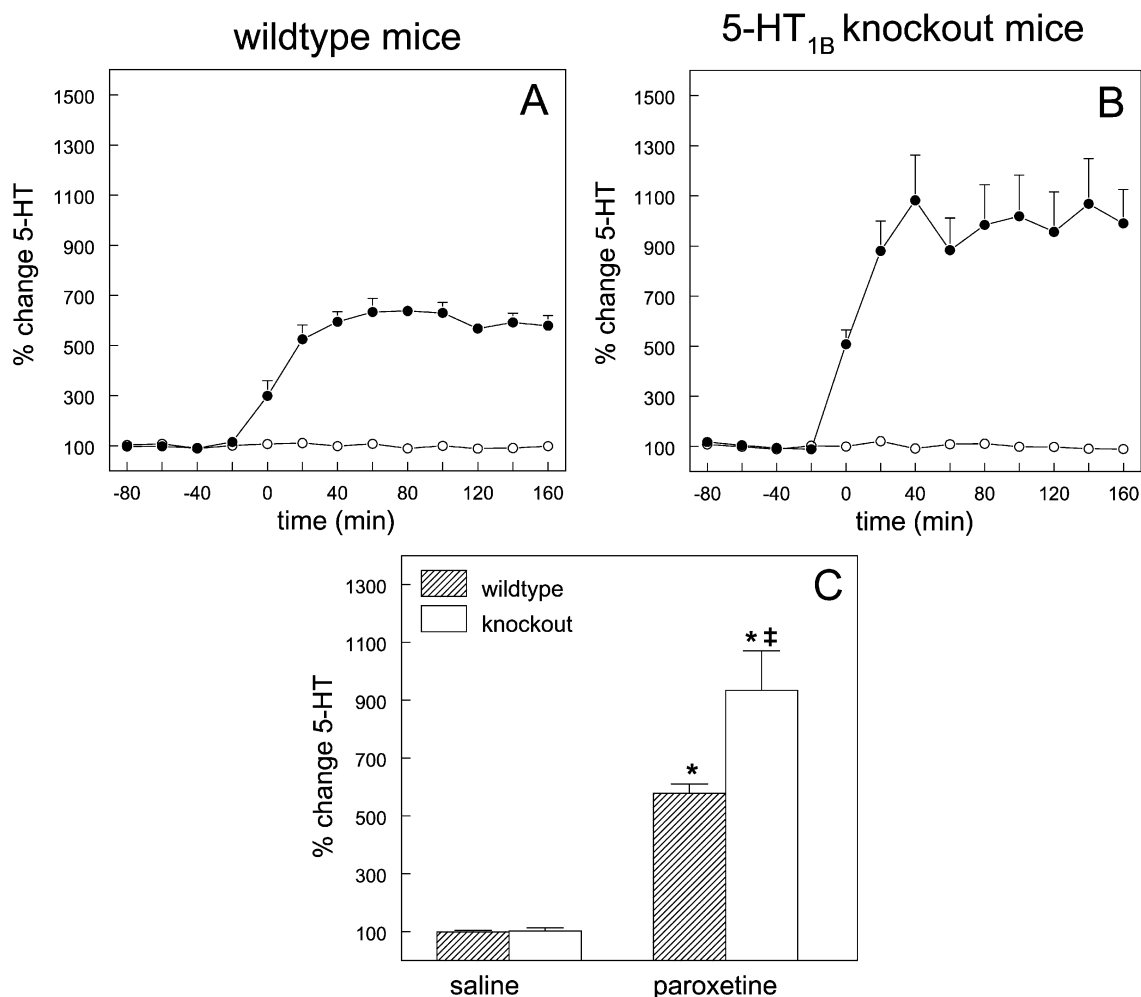 wildtype mice
5-HT1B knockout mice
A
1500
1300
1100
900
700
500
300
100
% change 5-HT
-80 -40 0 40 80 120 160
time (min)
B
1500
1300
1100
900
700
500
300
100
% change 5-HT
-80 -40 0 40 80 120 160
time (min)
C
wildtype
knockout
1300
1100
900
700
500
300
100
% change 5-HT
* ‡
*
saline paroxetine